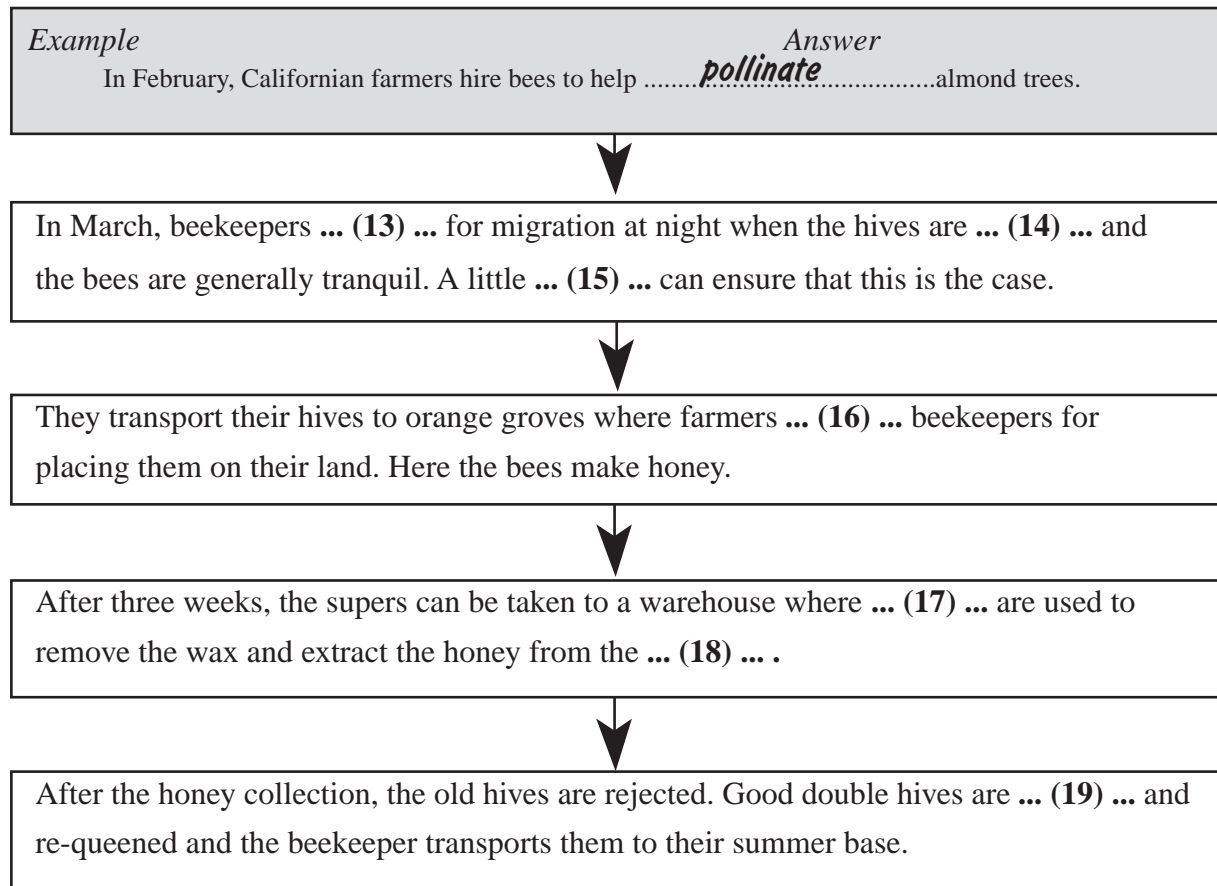 Example Answer
In February, Californian farmers hire bees to help ........pollinate....................almond trees.
In March, beekeepers ... (13) ... for migration at night when the hives are ... (14) ... and
the bees are generally tranquil. A little ... (15) ... can ensure that this is the case.
They transport their hives to orange groves where farmers ... (16) ... beekeepers for
placing them on their land. Here the bees make honey.
After three weeks, the supers can be taken to a warehouse where ... (17) ... are used to
remove the wax and extract the honey from the ... (18) ... .
After the honey collection, the old hives are rejected. Good double hives are ... (19) ... and
re-queened and the beekeeper transports them to their summer base.